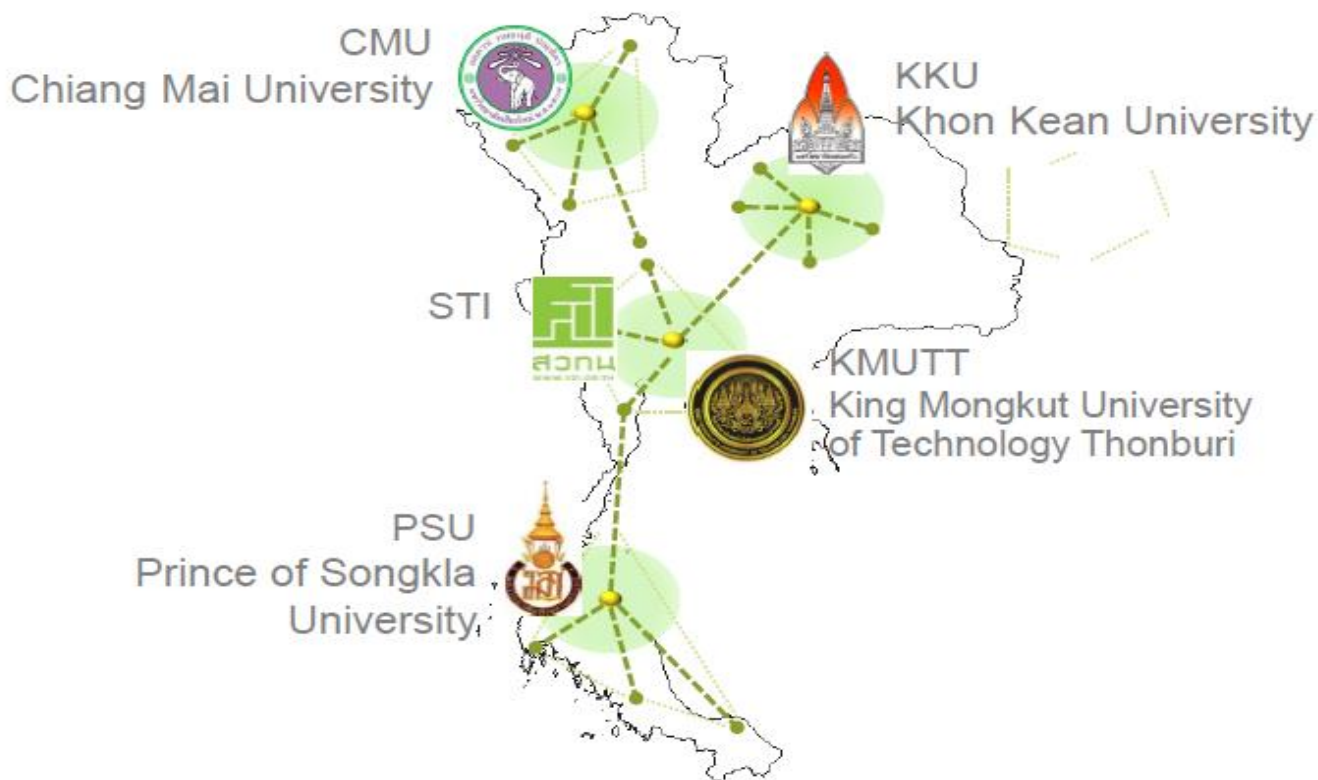 CMU
Chiang Mai University
KKU
Khon Kean University
STI
สวทน
KMUTT
King Mongkut University
of Technology Thonburi
PSU
Prince of Songkla
University